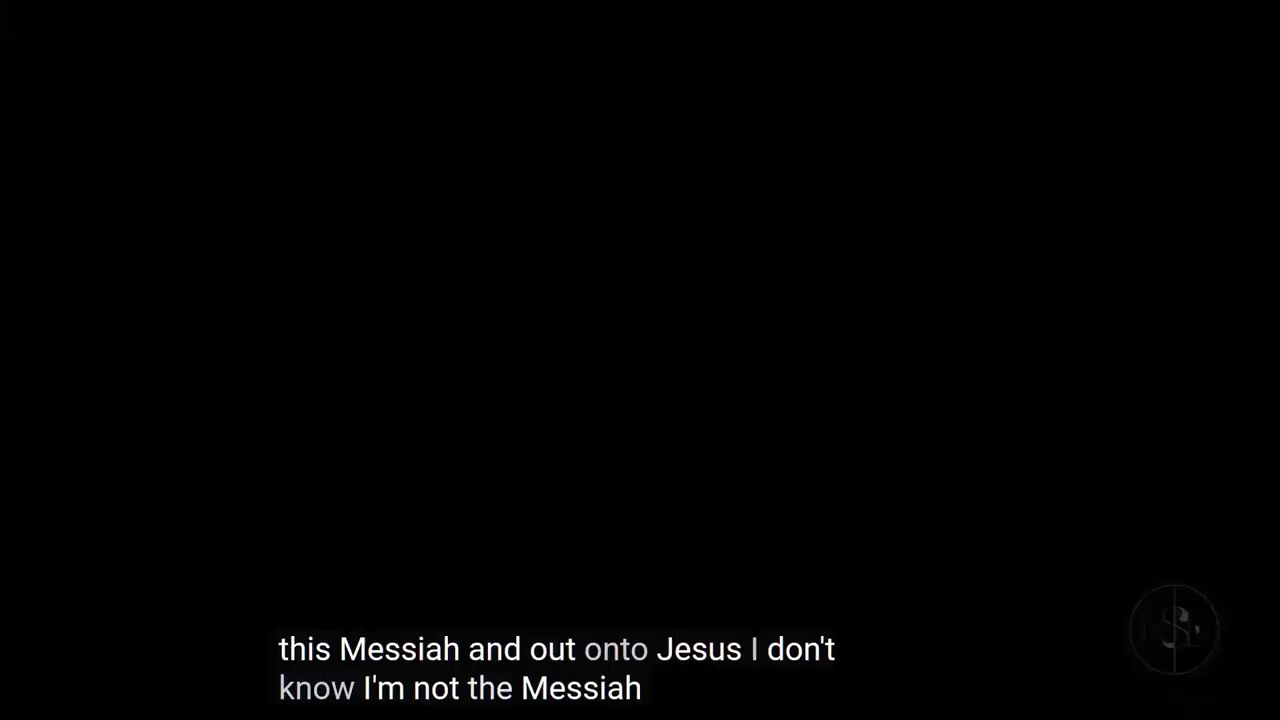 this Messiah and out onto Jesus I don't
know I'm not the Messiah